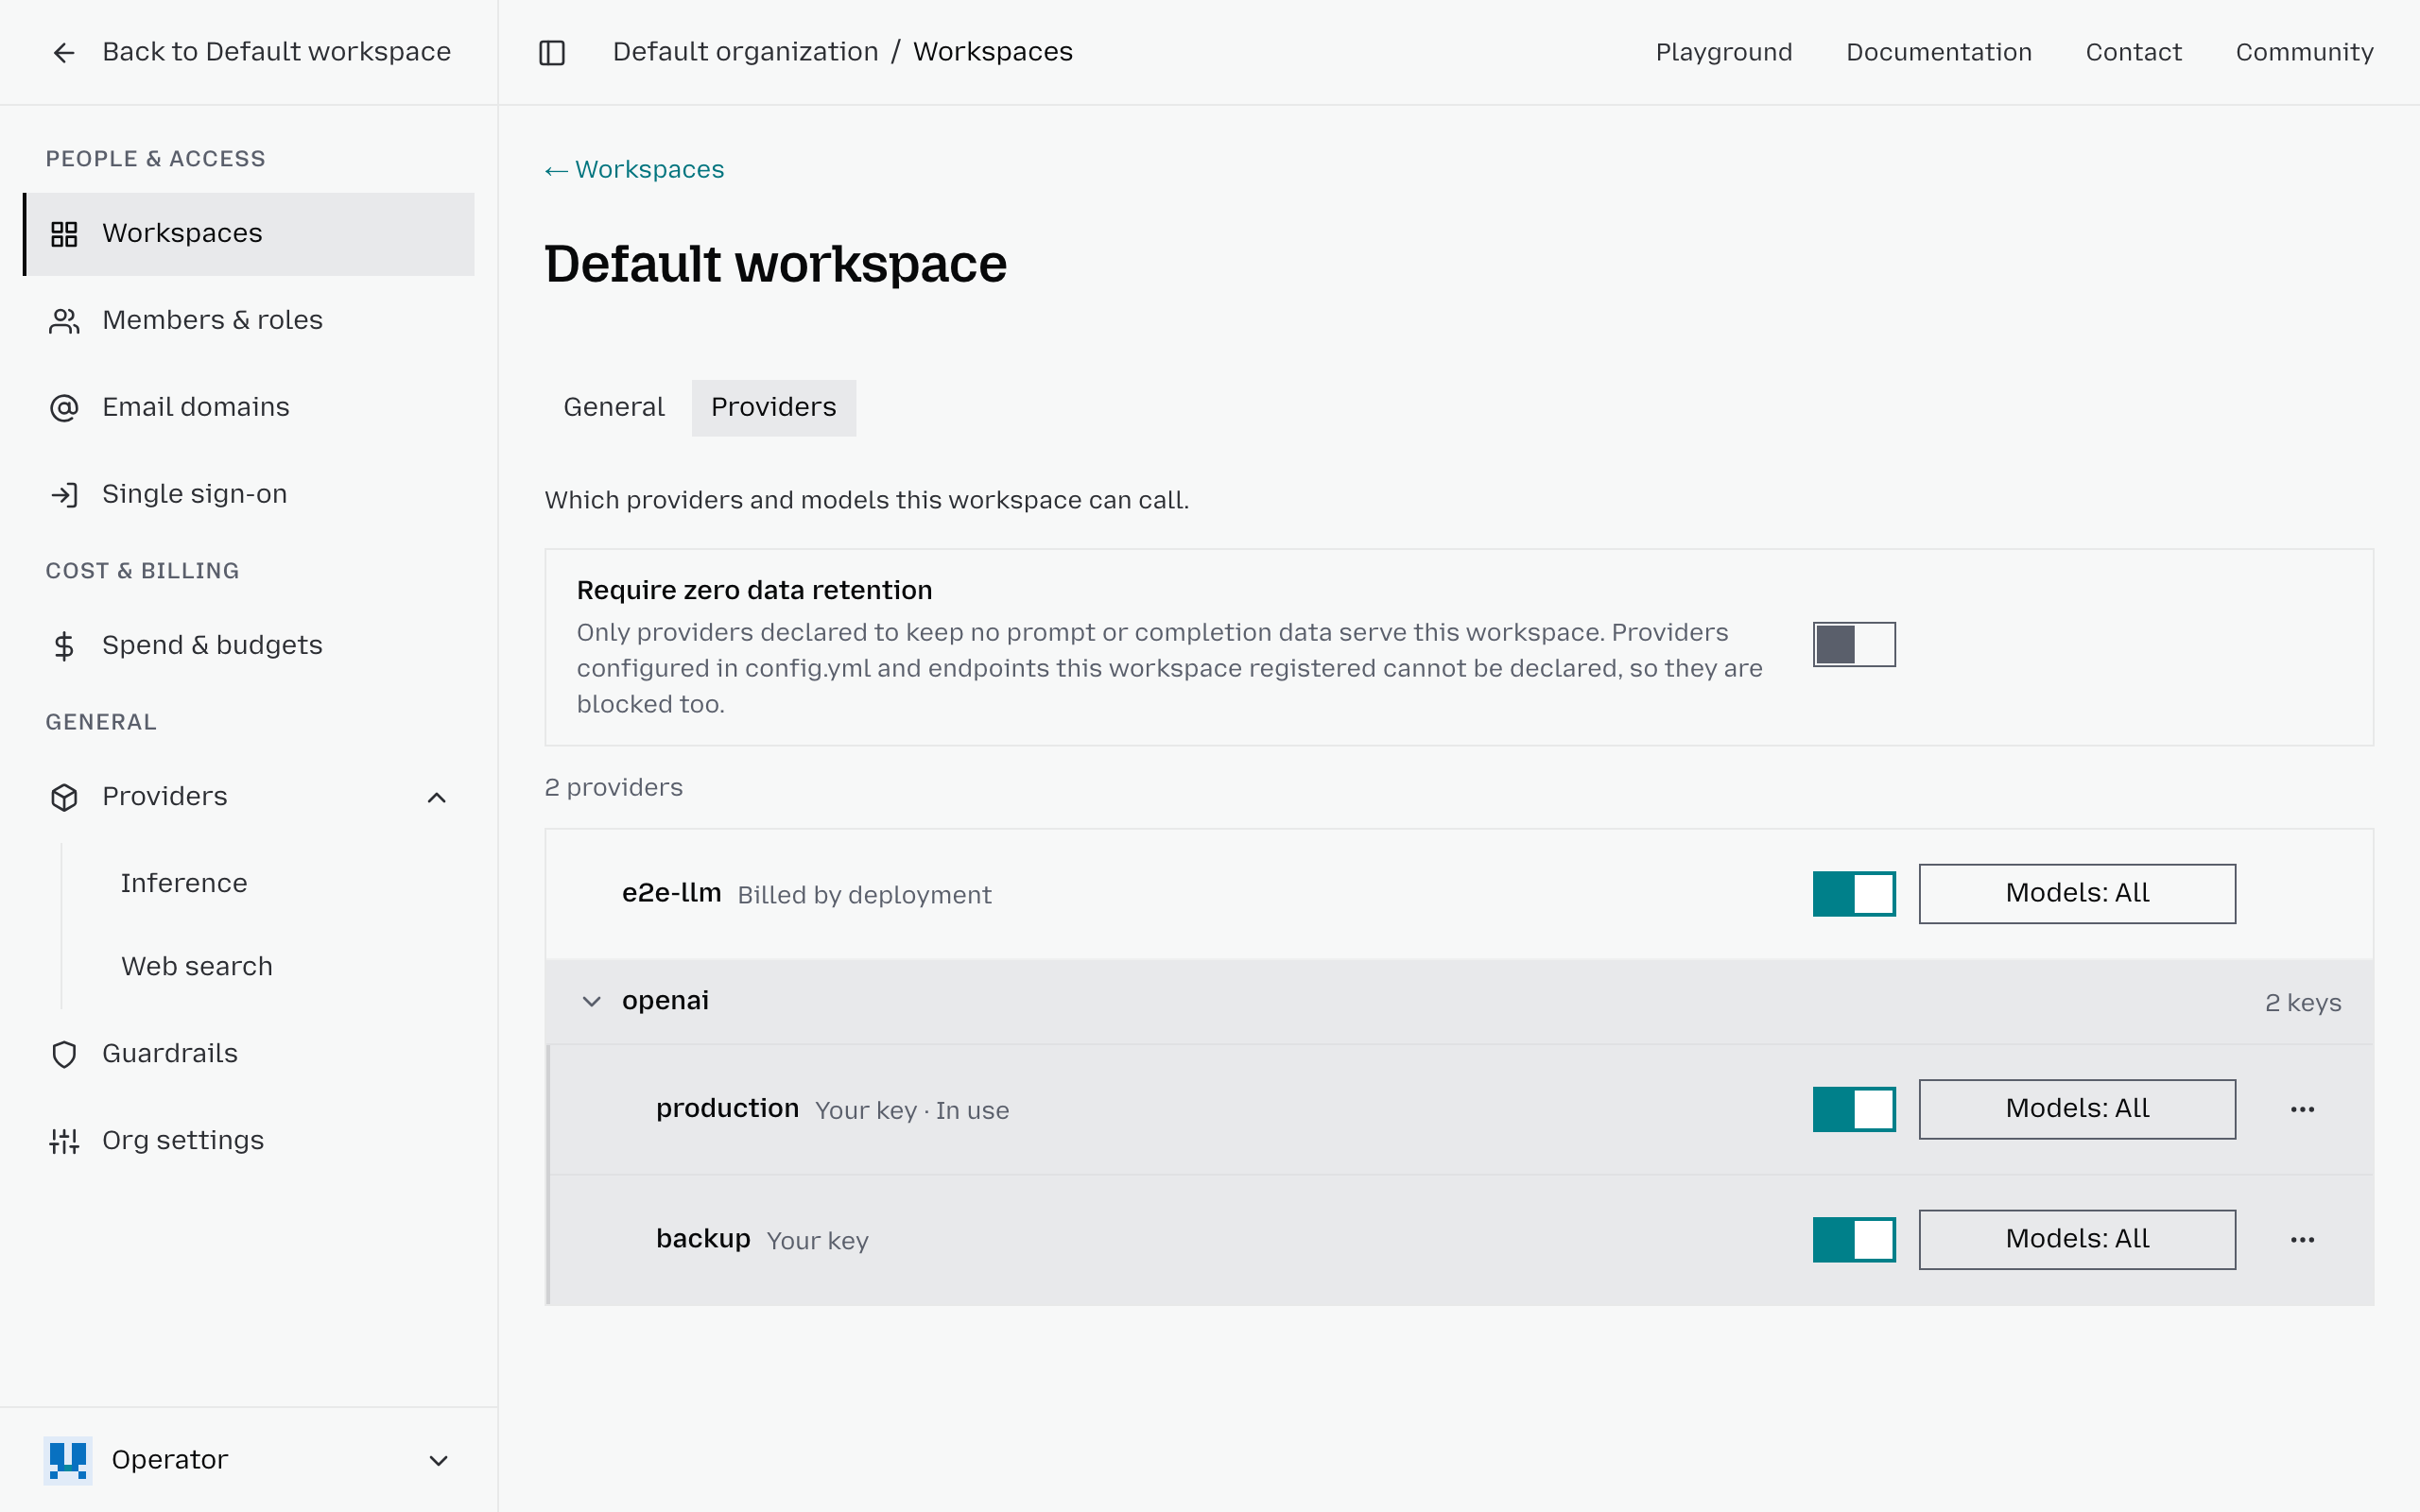 Back to Default workspace
Default organization / Workspaces
Playground
Documentation
Contact
Community
PEOPLE & ACCESS
Workspaces
Members & roles
Email domains
Single sign-on
COST & BILLING
Spend & budgets
GENERAL
Providers
Inference
Web search
Guardrails
Org settings
Operator
← Workspaces
Default workspace
General
Providers
Which providers and models this workspace can call.
Require zero data retention
Only providers declared to keep no prompt or completion data serve this workspace. Providers
configured in config.yml and endpoints this workspace registered cannot be declared, so they are
blocked too.
2 providers
e2e-llm Billed by deployment
Models: All
openai
2 keys
production Your key · In use
Models: All
backup Your key
Models: All